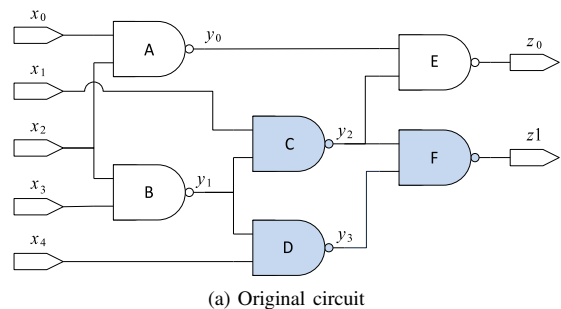 x0
A
y0
E
z0
x1
C
y2
F
z1
x2
B
y1
x3
D
y3
x4
(a) Original circuit